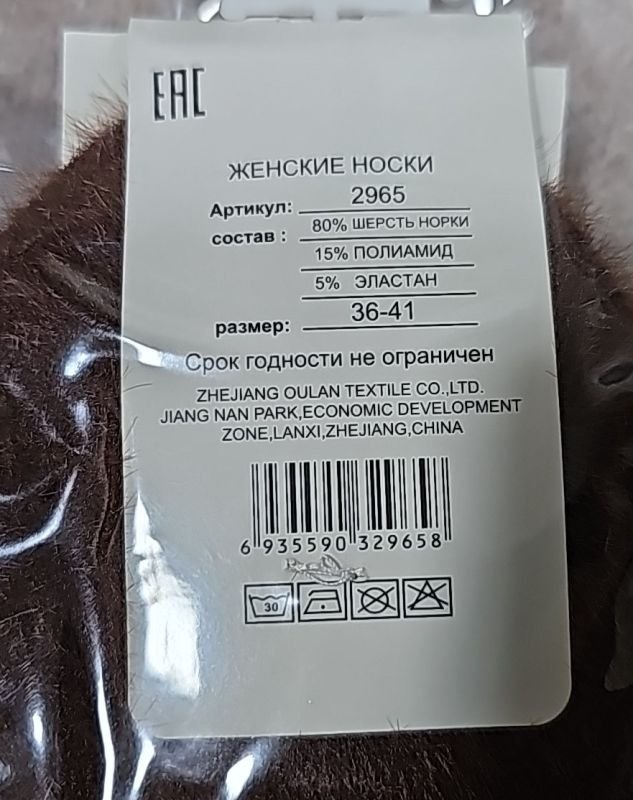 EAC
ЖЕНСКИЕ НОСКИ
Артикул: 2965
состав : 80% ШЕРСТЬ НОРКИ
15% ПОЛИАМИД
5% ЭЛАСТАН
размер: 36-41
Срок годности не ограничен
ZHEJIANG OULAN TEXTILE CO.,LTD.
JIANG NAN PARK,ECONOMIC DEVELOPMENT
ZONE,LANXI,ZHEJIANG,CHINA
6 935590 329658
30